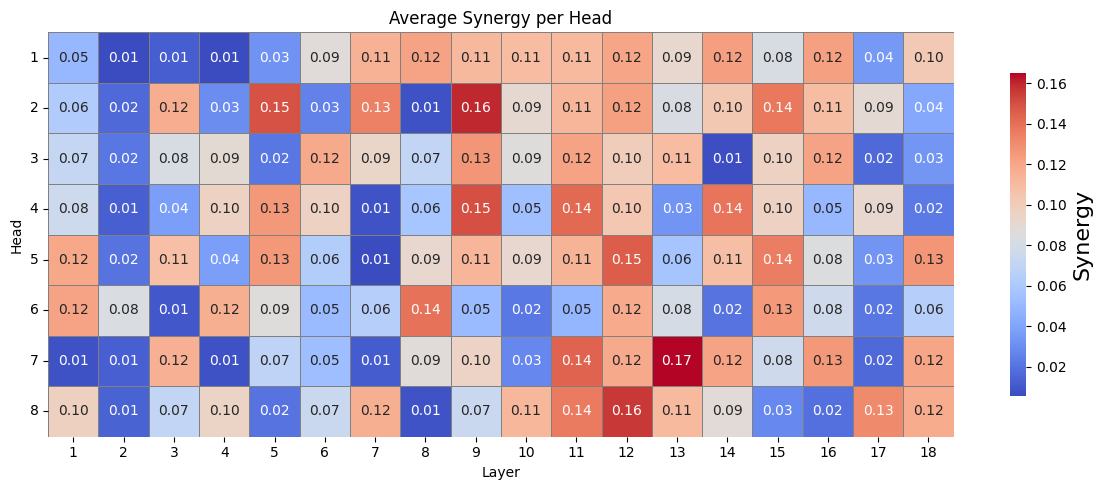 Average Synergy per Head
1 0.05 0.01 0.01 0.01 0.03 0.09 0.11 0.12 0.11 0.11 0.11 0.12 0.09 0.12 0.08 0.12 0.04 0.10
2 0.06 0.02 0.12 0.03 0.15 0.03 0.13 0.01 0.16 0.09 0.11 0.12 0.08 0.10 0.14 0.11 0.09 0.04
3 0.07 0.02 0.08 0.09 0.02 0.12 0.09 0.07 0.13 0.09 0.12 0.10 0.11 0.01 0.10 0.12 0.02 0.03
4 0.08 0.01 0.04 0.10 0.13 0.10 0.01 0.06 0.15 0.05 0.14 0.10 0.03 0.14 0.10 0.05 0.09 0.02
5 0.12 0.02 0.11 0.04 0.13 0.06 0.01 0.09 0.11 0.09 0.11 0.15 0.06 0.11 0.14 0.08 0.03 0.13
6 0.12 0.08 0.01 0.12 0.09 0.05 0.06 0.14 0.05 0.02 0.05 0.12 0.08 0.02 0.13 0.08 0.02 0.06
7 0.01 0.01 0.12 0.01 0.07 0.05 0.01 0.09 0.10 0.03 0.14 0.12 0.17 0.12 0.08 0.13 0.02 0.12
8 0.10 0.01 0.07 0.10 0.02 0.07 0.12 0.01 0.07 0.11 0.14 0.16 0.11 0.09 0.03 0.02 0.13 0.12
1 2 3 4 5 6 7 8 9 10 11 12 13 14 15 16 17 18
Layer
Head
0.16
0.14
0.12
0.10
0.08
0.06
0.04
0.02
Synergy